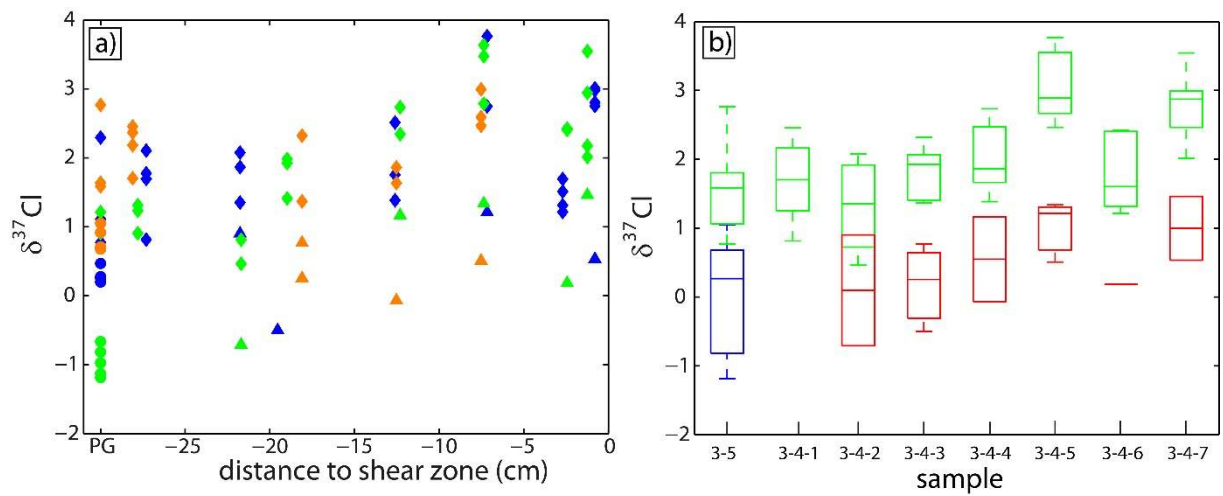 a)
4
3
2
1
0
−1
−2
δ³⁷Cl
PG −25 −20 −15 −10 −5 0
distance to shear zone (cm)
b)
4
3
2
1
0
−1
−2
δ³⁷Cl
3-5 3-4-1 3-4-2 3-4-3 3-4-4 3-4-5 3-4-6 3-4-7
sample